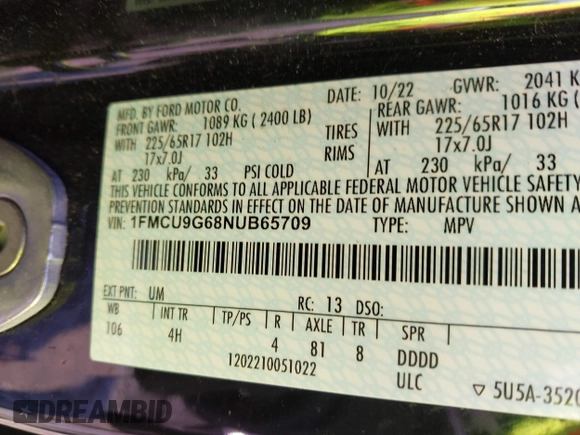 MFD. BY FORD MOTOR CO. DATE: 10/22 GVWR: 2041 K
FRONT GAWR: 1089 KG ( 2400 LB) REAR GAWR: 1016 KG (
WITH 225/65R17 102H TIRES WITH 225/65R17 102H
17x7.0J RIMS 17x7.0J
AT 230 kPa/ 33 PSI COLD AT 230 kPa/ 33
THIS VEHICLE CONFORMS TO ALL APPLICABLE FEDERAL MOTOR VEHICLE SAFETY
PREVENTION STANDARDS IN EFFECT ON THE DATE OF MANUFACTURE SHOWN
VIN: 1FMCU9G68NUB65709 TYPE: MPV
EXT PNT: UM RC: 13 DSO:
WB INT TR TP/PS R AXLE TR SPR
106 4H 4 81 8 DDDD
1202210051022 ULC
▽ 5U5A-3520
DREAMBID